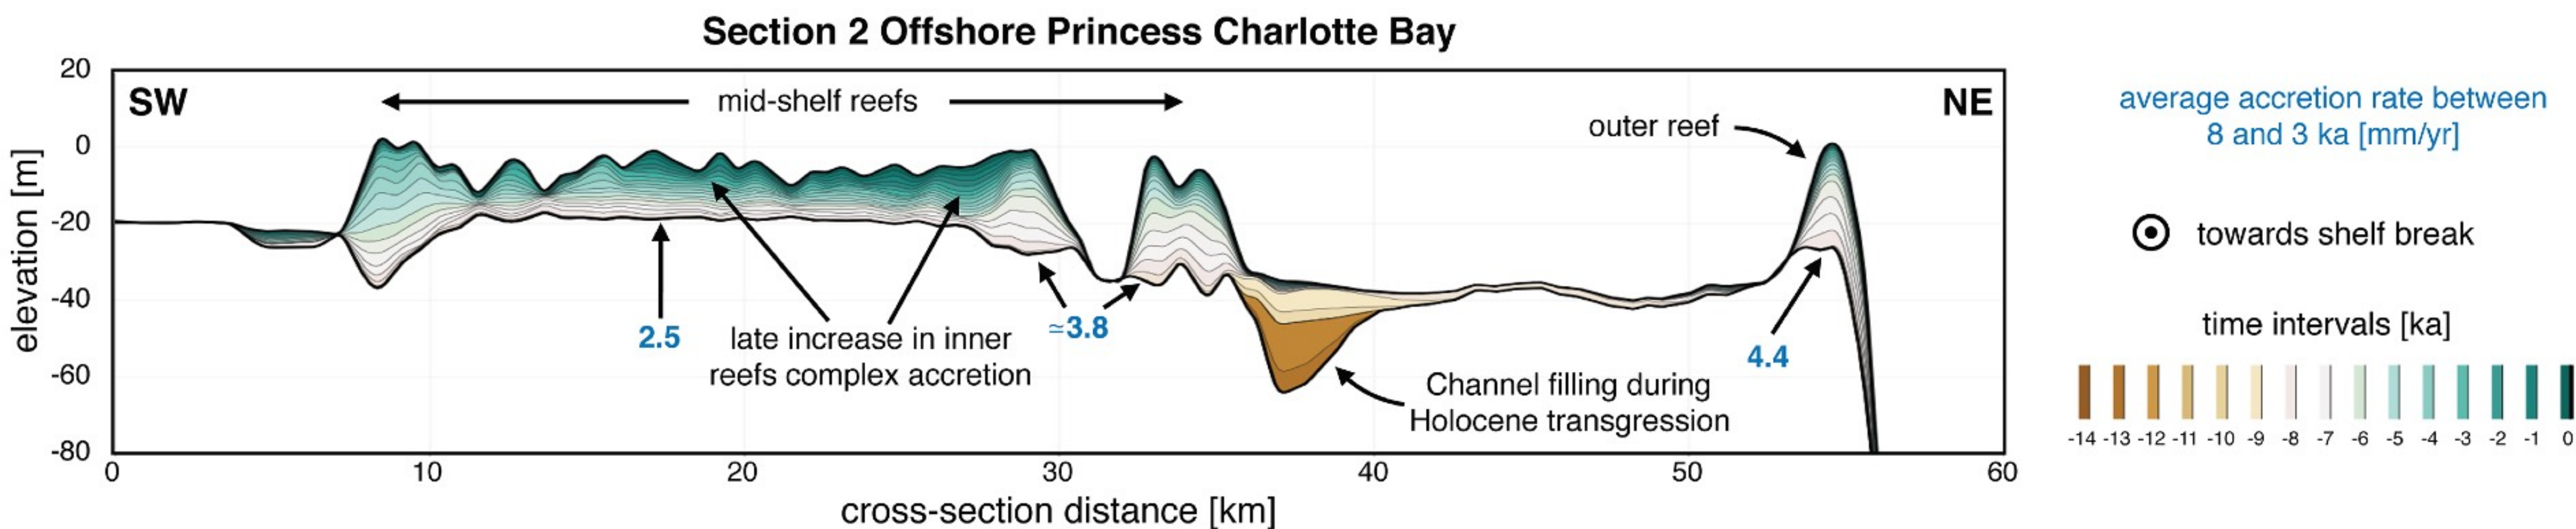 Section 2 Offshore Princess Charlotte Bay
20
0
-20
-40
-60
-80
elevation [m]
SW
mid-shelf reefs
outer reef
NE
2.5
late increase in inner
reefs complex accretion
≃3.8
Channel filling during
Holocene transgression
4.4
0 10 20 30 40 50 60
cross-section distance [km]
average accretion rate between
8 and 3 ka [mm/yr]
towards shelf break
time intervals [ka]
-14 -13 -12 -11 -10 -9 -8 -7 -6 -5 -4 -3 -2 -1 0